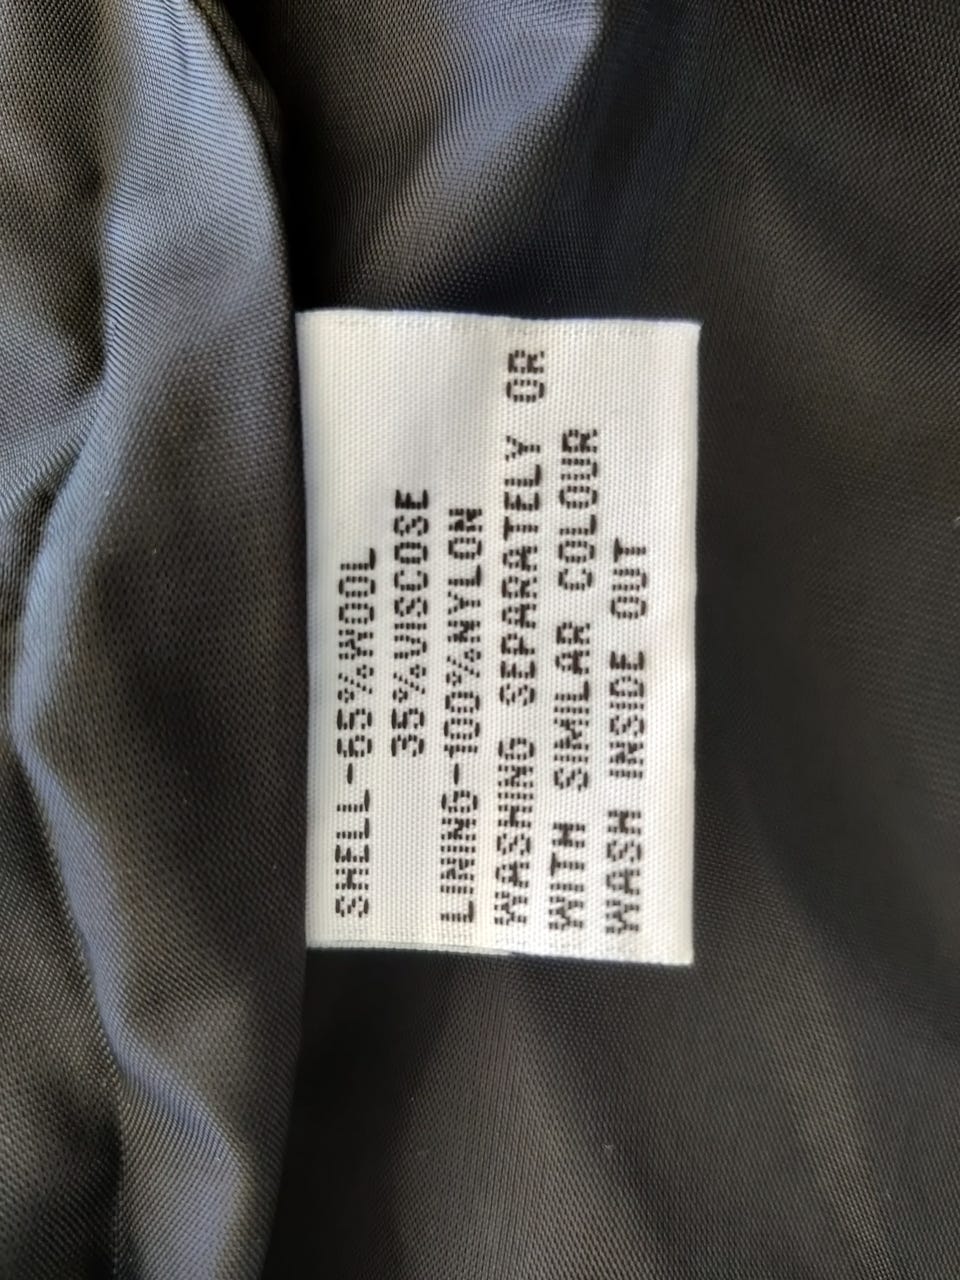 SHELL-65%WOOL
35%VISCOSE
LINING-100%NYLON
WASHING SEPARATELY OR
WITH SIMILAR COLOUR
WASH INSIDE OUT